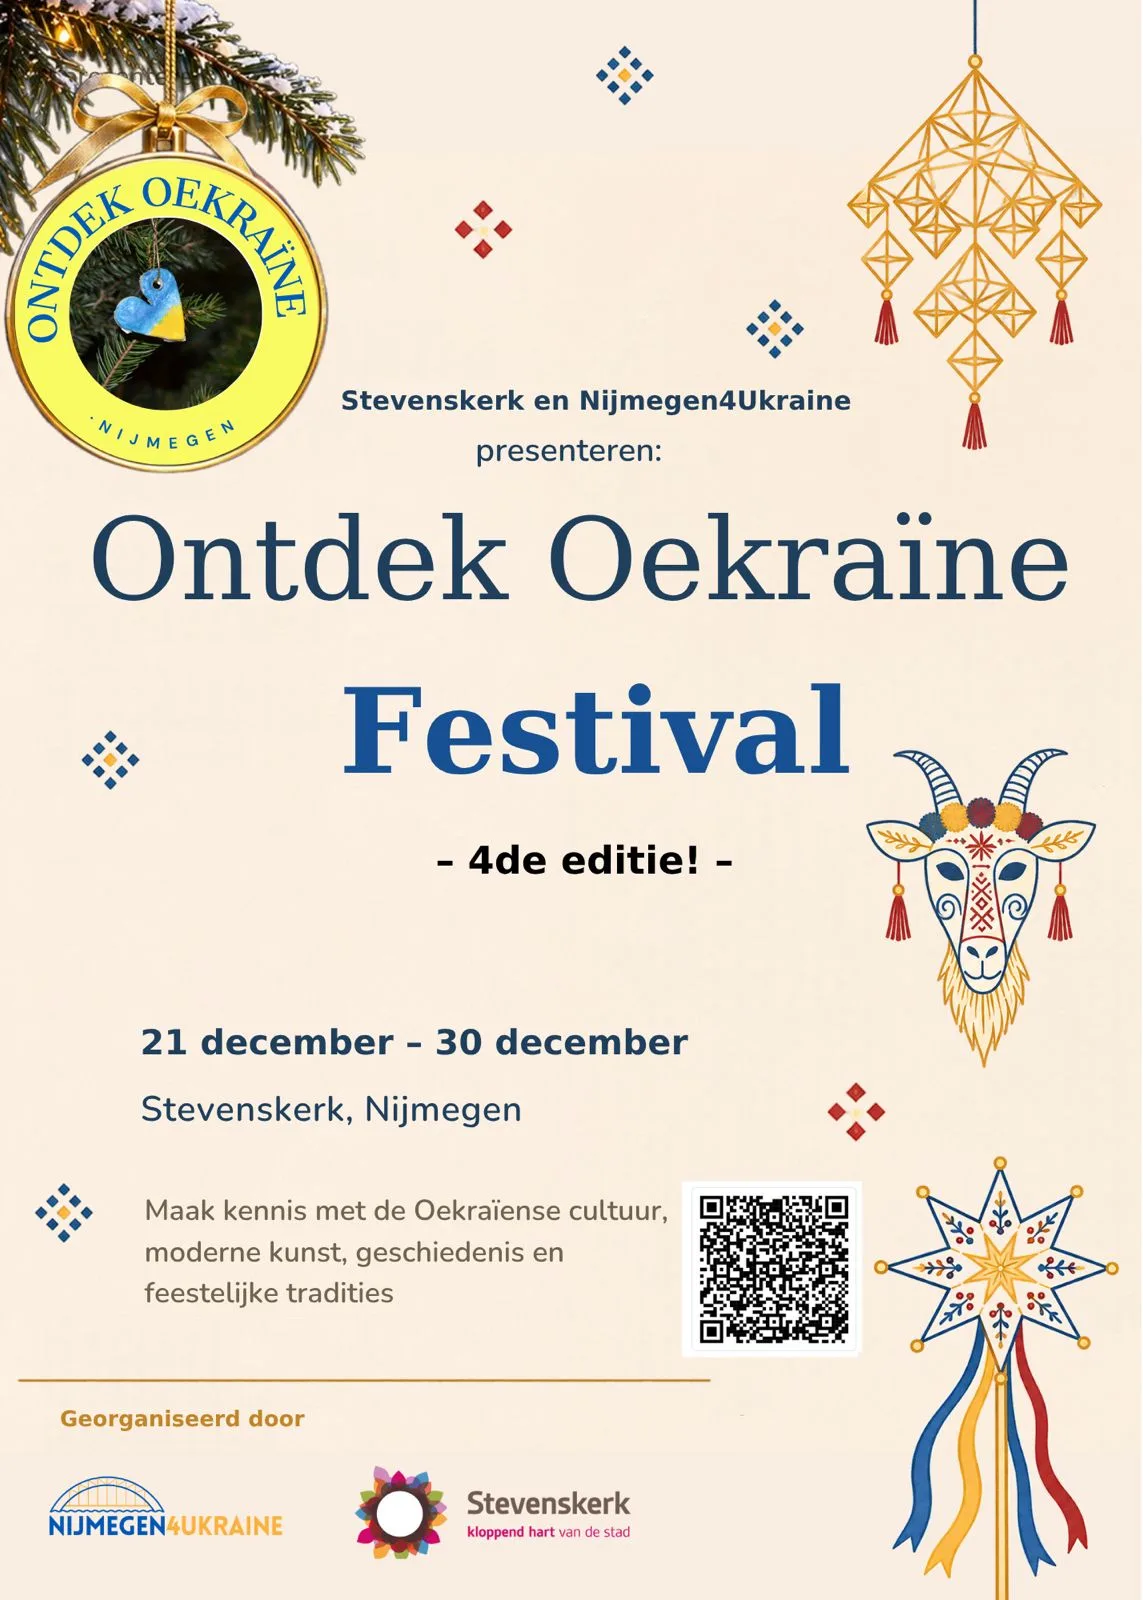 ONTDEK OEKRAÏNE
· NIJMEGEN
Stevenskerk en Nijmegen4Ukraine
presenteren:
Ontdek Oekraïne
Festival
– 4de editie! –
21 december – 30 december
Stevenskerk, Nijmegen
Maak kennis met de Oekraïense cultuur,
moderne kunst, geschiedenis en
feestelijke tradities
Georganiseerd door
NIJMEGEN4UKRAINE
Stevenskerk
kloppend hart van de stad